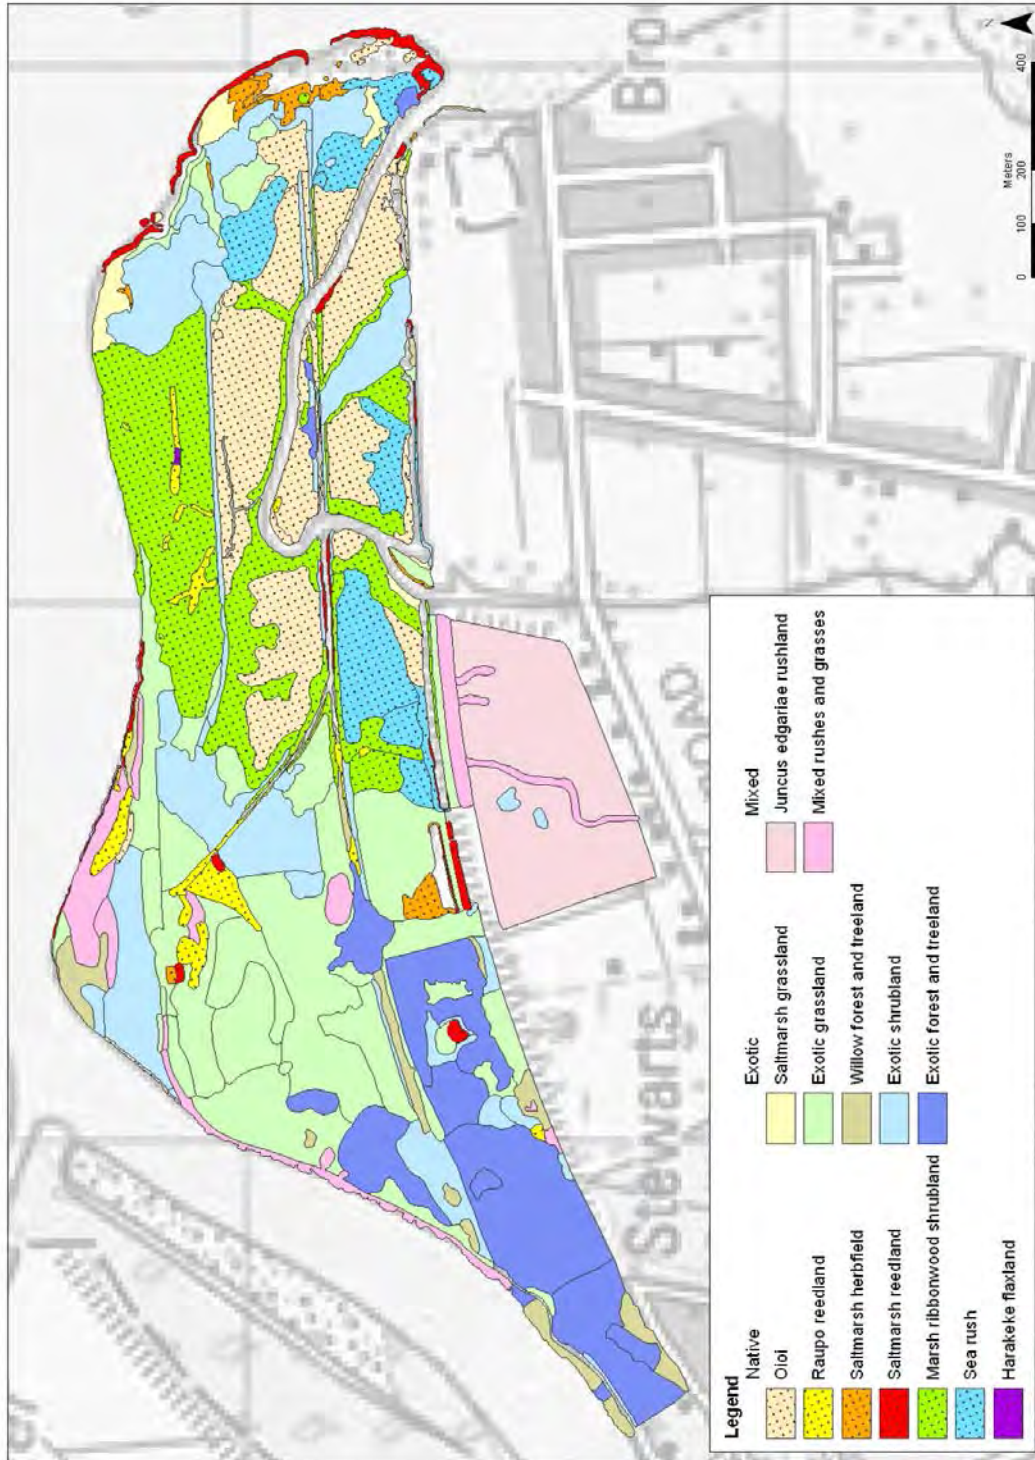 N
Meters
0 100 200 400
Bro
Stewarts
Legend
Native
Oioi
Raupo reedland
Saltmarsh herbfield
Saltmarsh reedland
Marsh ribbonwood shrubland
Sea rush
Harakeke flaxland
Exotic
Saltmarsh grassland
Exotic grassland
Willow forest and treeland
Exotic shrubland
Exotic forest and treeland
Mixed
Juncus edgariae rushland
Mixed rushes and grasses